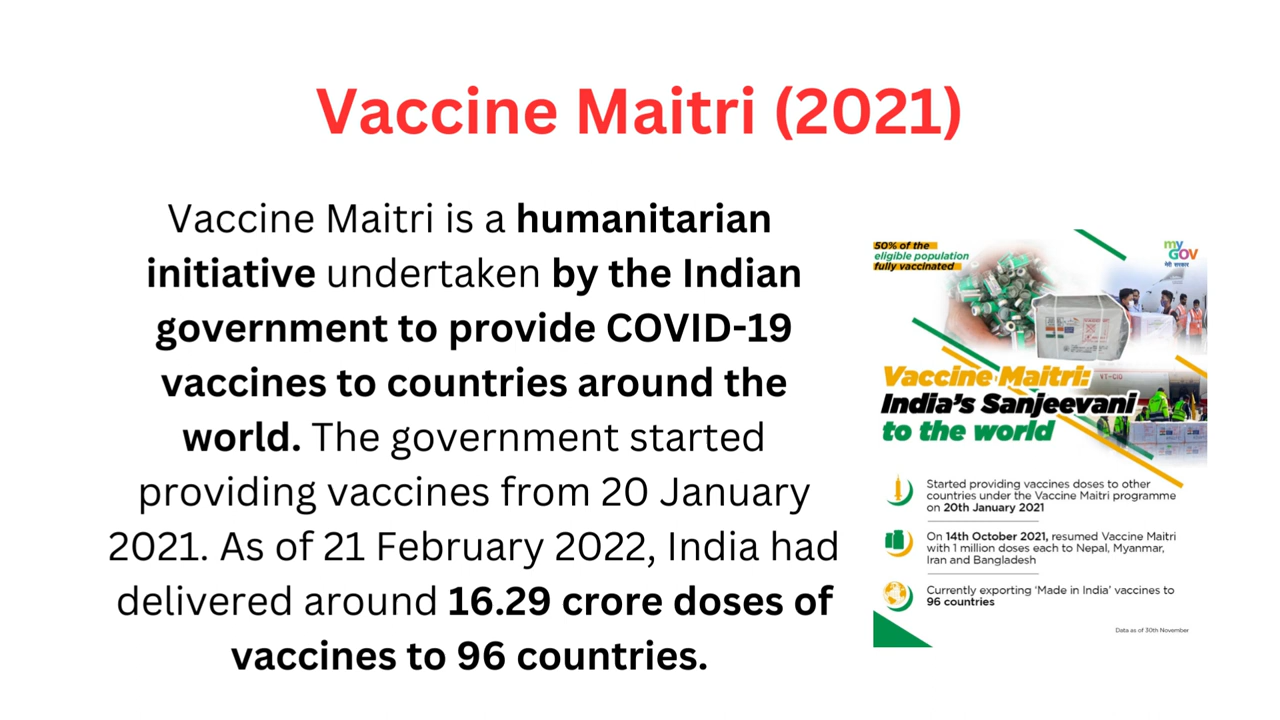 Vaccine Maitri (2021)
Vaccine Maitri is a humanitarian
initiative undertaken by the Indian
government to provide COVID-19
vaccines to countries around the
world. The government started
providing vaccines from 20 January
2021. As of 21 February 2022, India had
delivered around 16.29 crore doses of
vaccines to 96 countries.
50% of the
eligible population
fully vaccinated
my
GOV
मेरी सरकार
VT-CIG
Vaccine Maitri:
India's Sanjeevani
to the world
Started providing vaccines doses to other
countries under the Vaccine Maitri programme
on 20th January 2021
On 14th October 2021, resumed Vaccine Maitri
with 1 million doses each to Nepal, Myanmar,
Iran and Bangladesh
Currently exporting 'Made in India' vaccines to
96 countries
Data as of 30th November